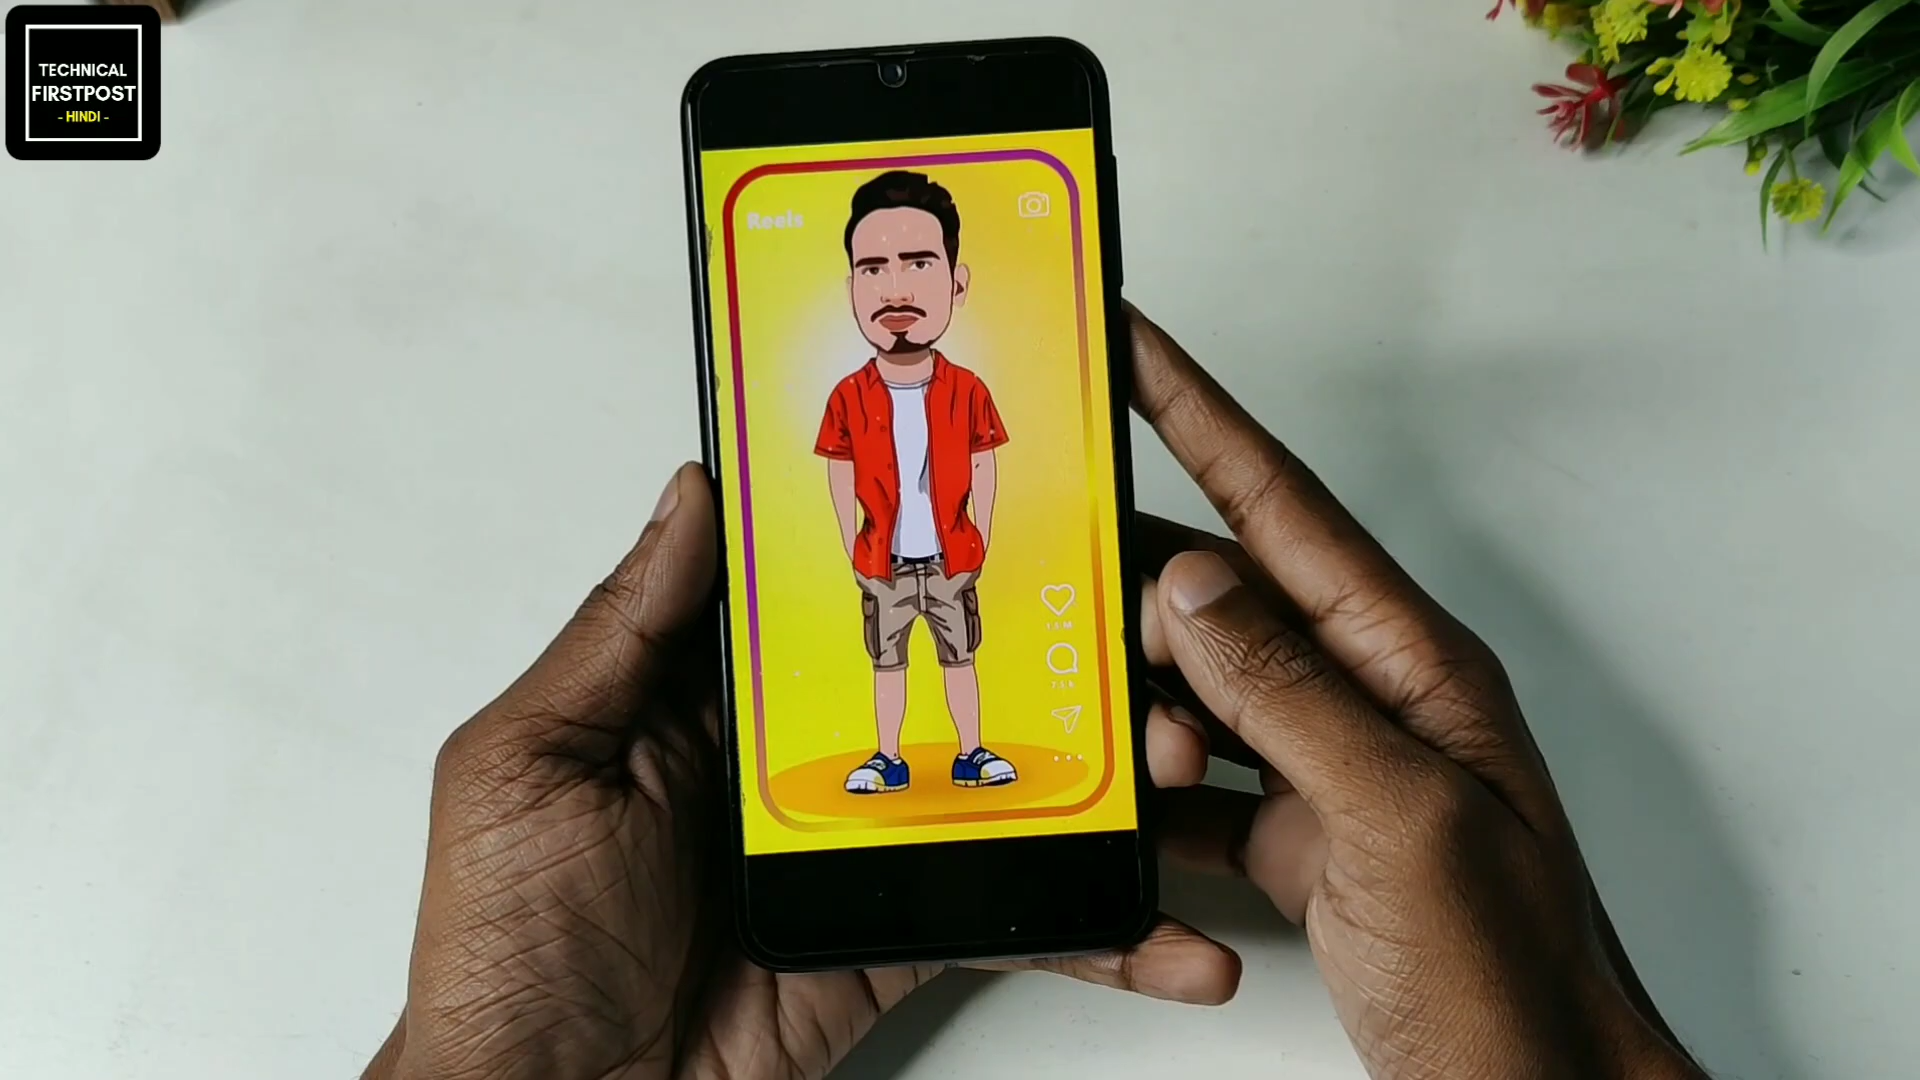 TECHNICAL
FIRSTPOST
- HINDI -
Reels